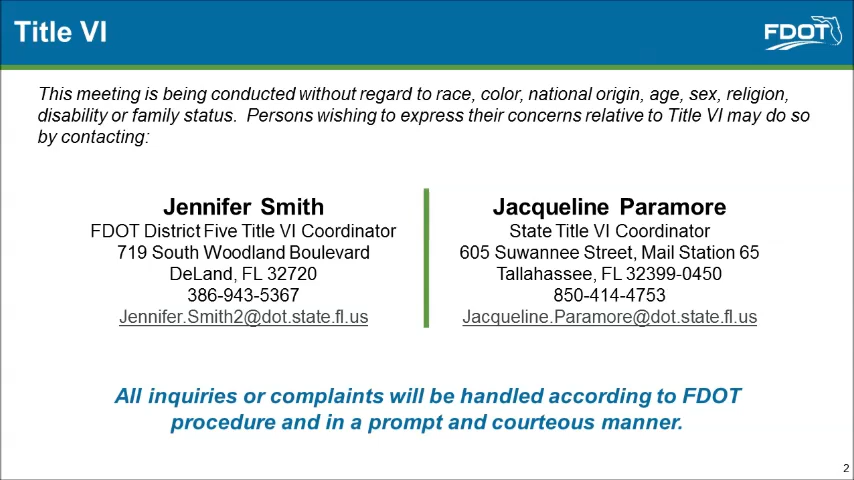 Title VI
FDOT
This meeting is being conducted without regard to race, color, national origin, age, sex, religion,
disability or family status.  Persons wishing to express their concerns relative to Title VI may do so
by contacting:
Jennifer Smith
FDOT District Five Title VI Coordinator
719 South Woodland Boulevard
DeLand, FL 32720
386-943-5367
Jennifer.Smith2@dot.state.fl.us
Jacqueline Paramore
State Title VI Coordinator
605 Suwannee Street, Mail Station 65
Tallahassee, FL 32399-0450
850-414-4753
Jacqueline.Paramore@dot.state.fl.us
All inquiries or complaints will be handled according to FDOT
procedure and in a prompt and courteous manner.
2